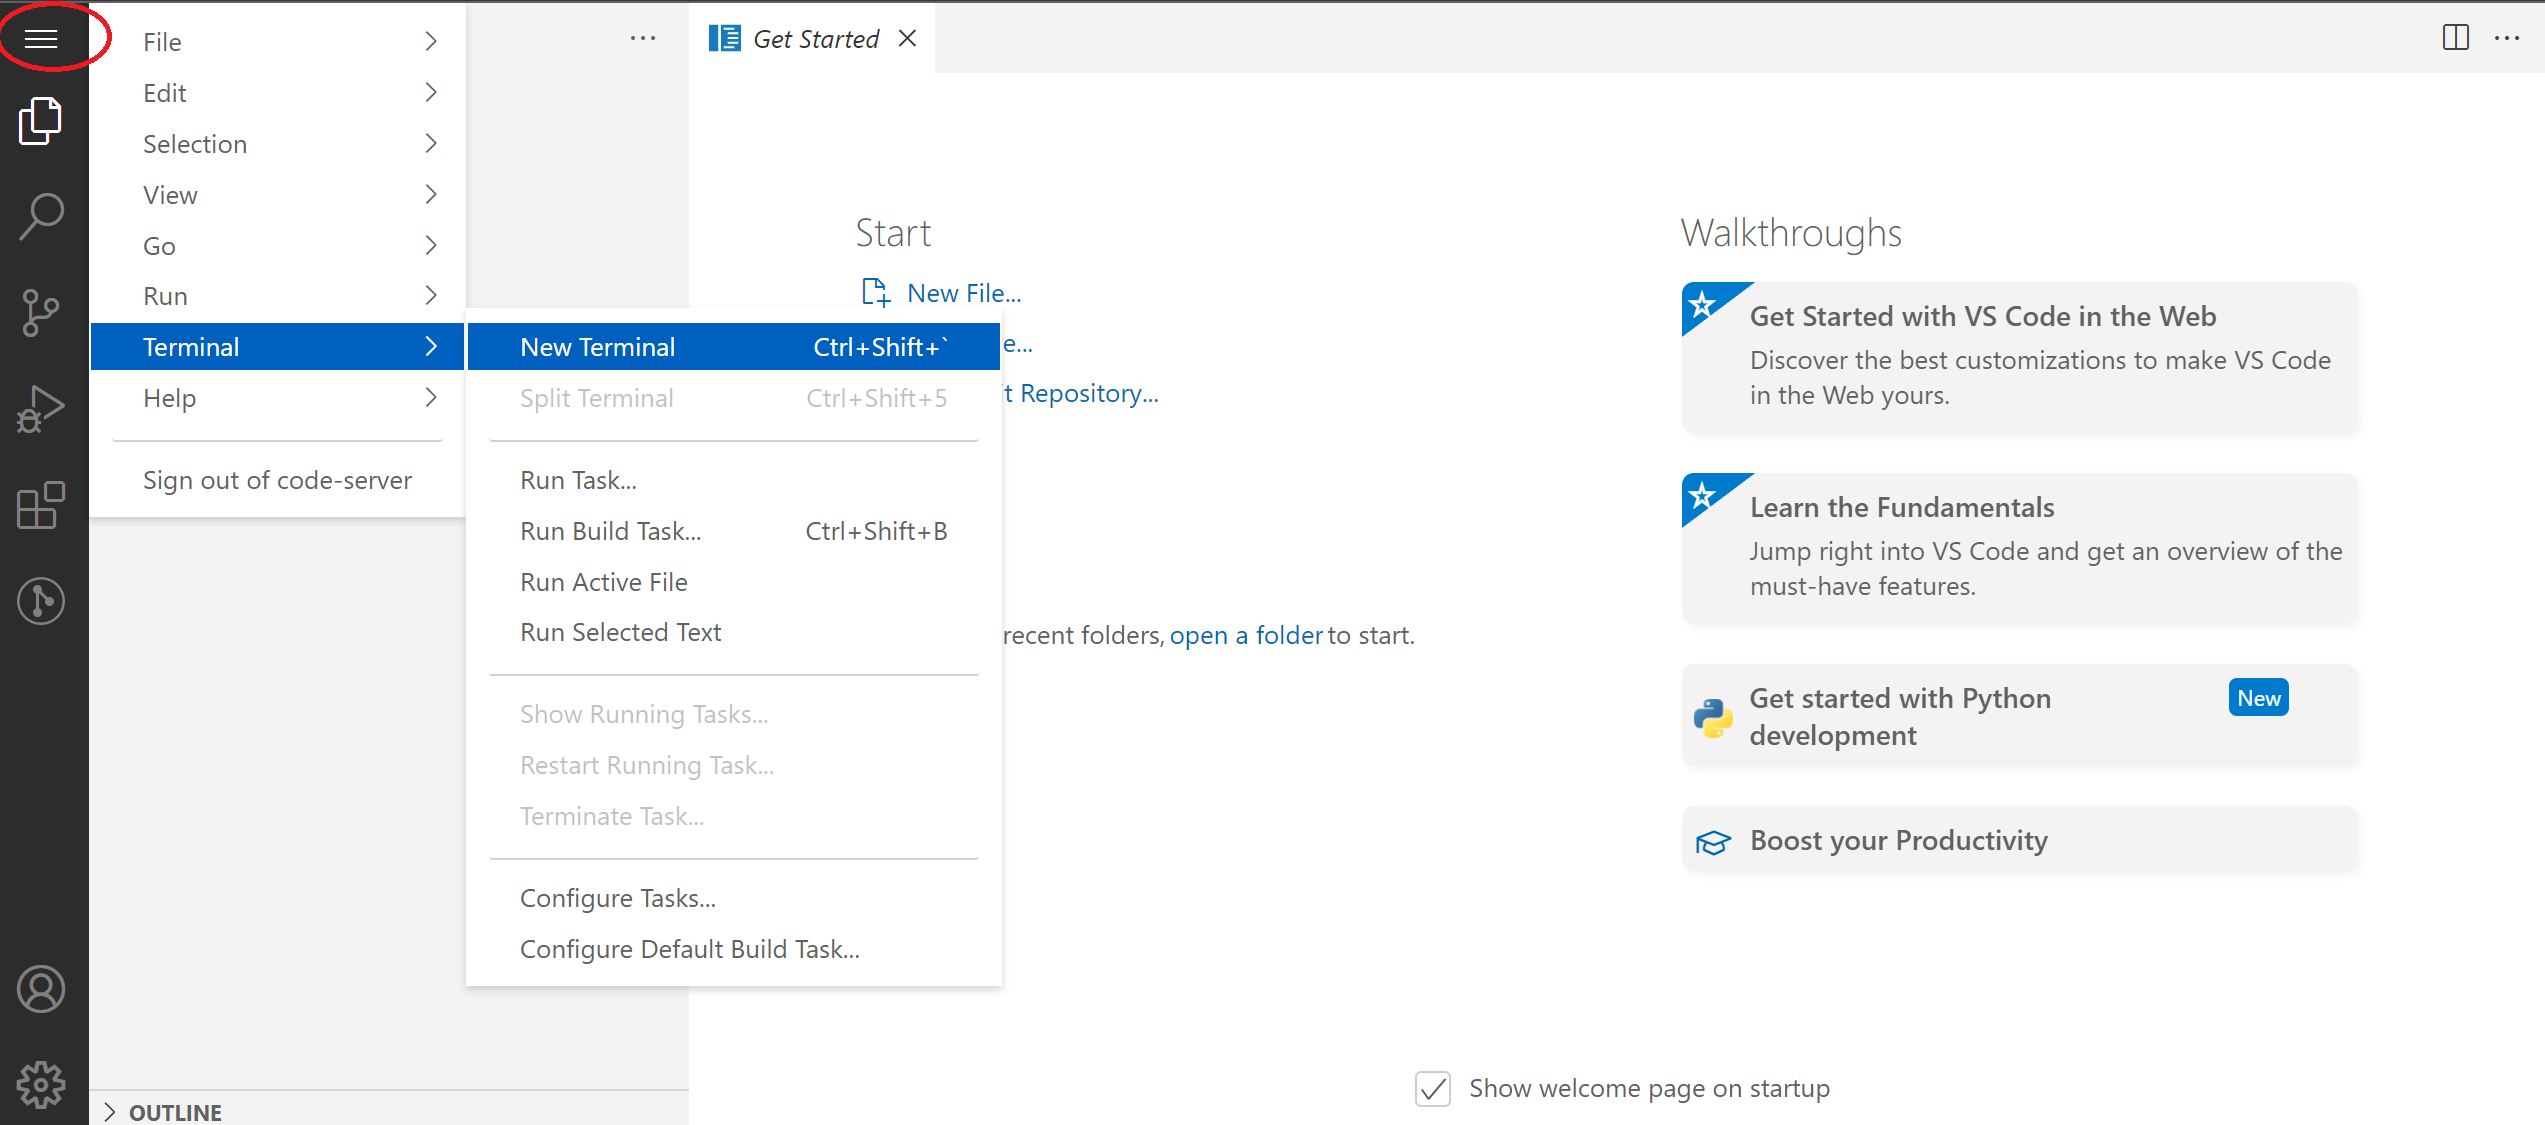 File
Edit
Selection
View
Go
Run
Terminal
Help
Sign out of code-server
New Terminal Ctrl+Shift+`
Split Terminal Ctrl+Shift+5
Run Task...
Run Build Task... Ctrl+Shift+B
Run Active File
Run Selected Text
Show Running Tasks...
Restart Running Task...
Terminate Task...
Configure Tasks...
Configure Default Build Task...
OUTLINE
Get Started
Start
New File...
e...
t Repository...
recent folders, open a folder to start.
Walkthroughs
Get Started with VS Code in the Web
Discover the best customizations to make VS Code
in the Web yours.
Learn the Fundamentals
Jump right into VS Code and get an overview of the
must-have features.
Get started with Python New
development
Boost your Productivity
Show welcome page on startup